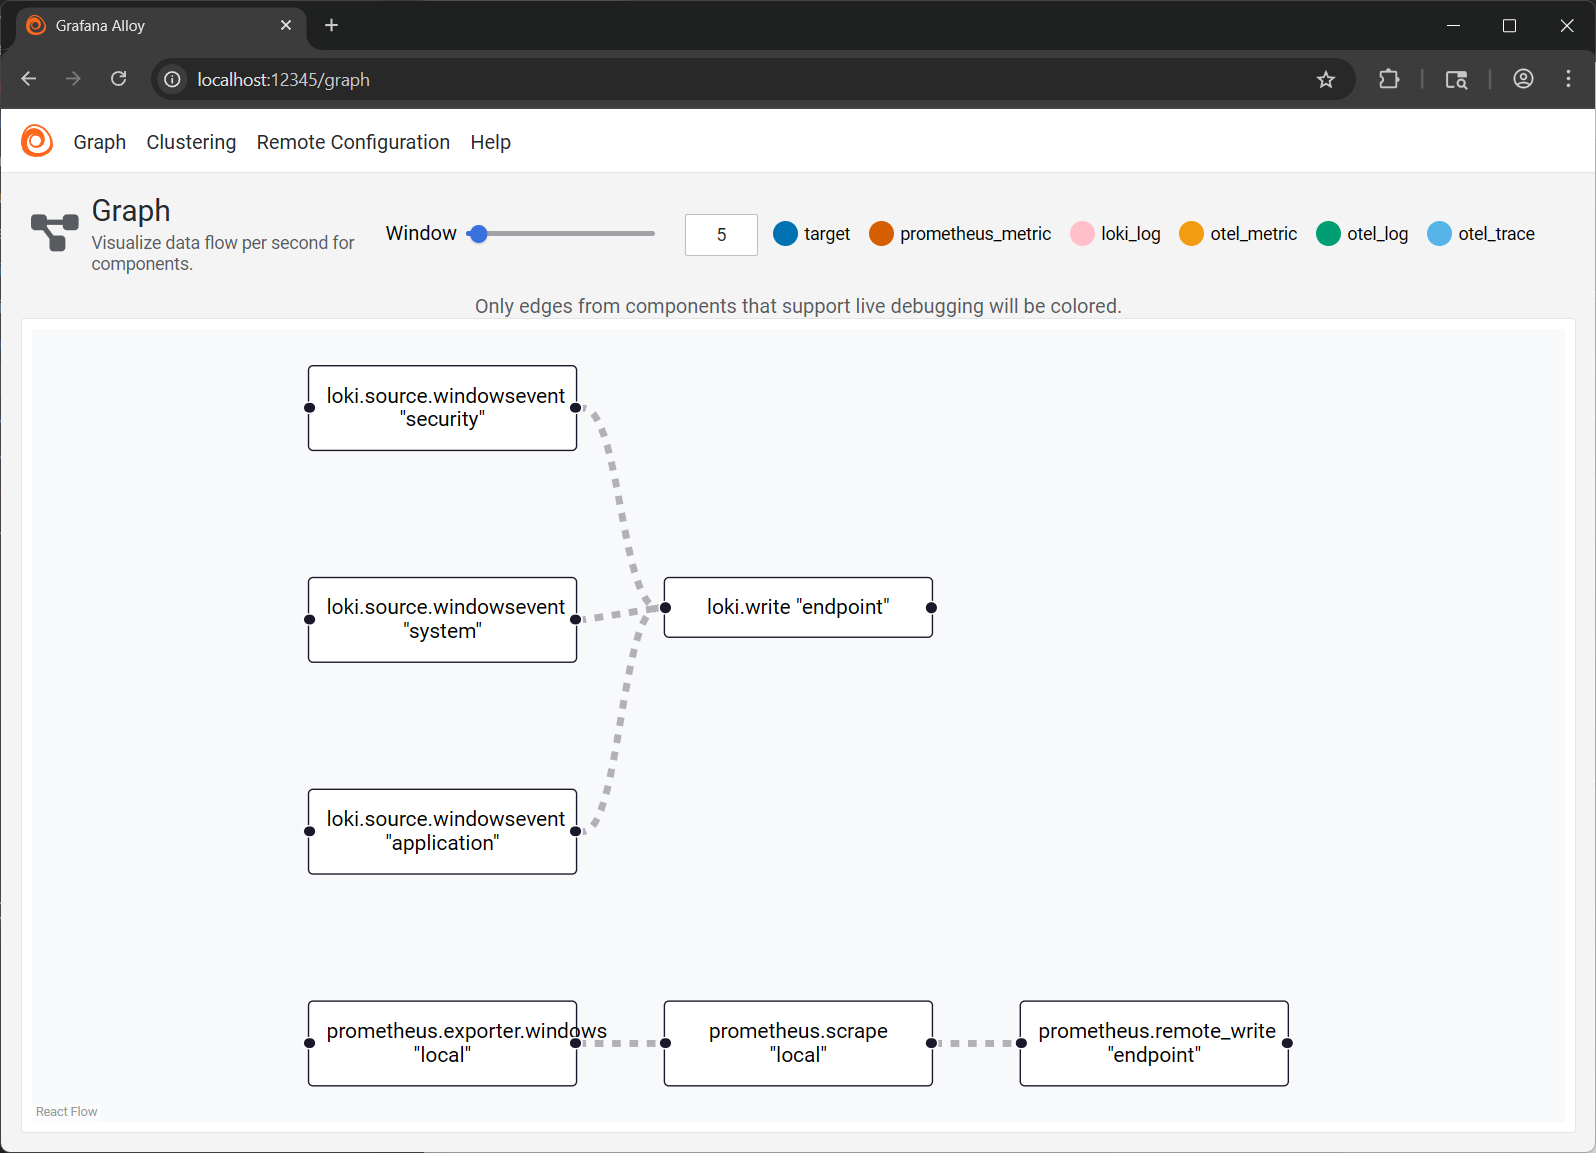 Grafana Alloy
localhost:12345/graph
Graph Clustering Remote Configuration Help
Graph
Visualize data flow per second for
components.
Window 5 target prometheus_metric loki_log otel_metric otel_log otel_trace
Only edges from components that support live debugging will be colored.
loki.source.windowsevent
"security"
loki.source.windowsevent
"system"
loki.write "endpoint"
loki.source.windowsevent
"application"
prometheus.exporter.windows
"local"
prometheus.scrape
"local"
prometheus.remote_write
"endpoint"
React Flow